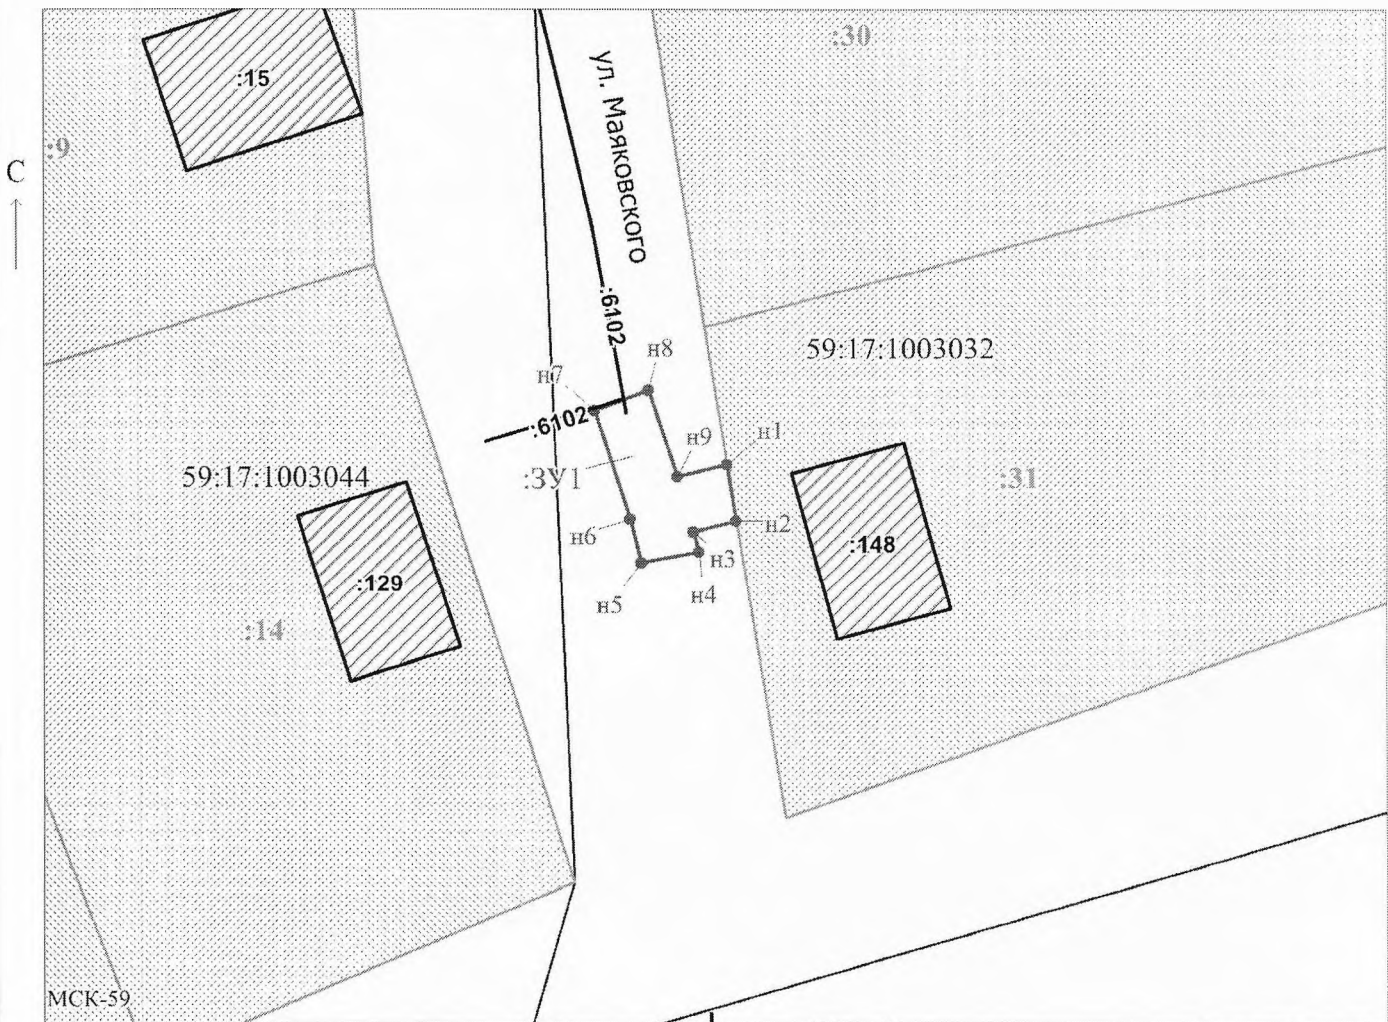 :30
:15
ул. Маяковского
:9
С
:6102
59:17:1003032
н8
н7
:6102
н9
н1
59:17:1003044
:ЗУ1
:31
н6
н2
:148
н3
:129
н5
н4
:14
МСК-59